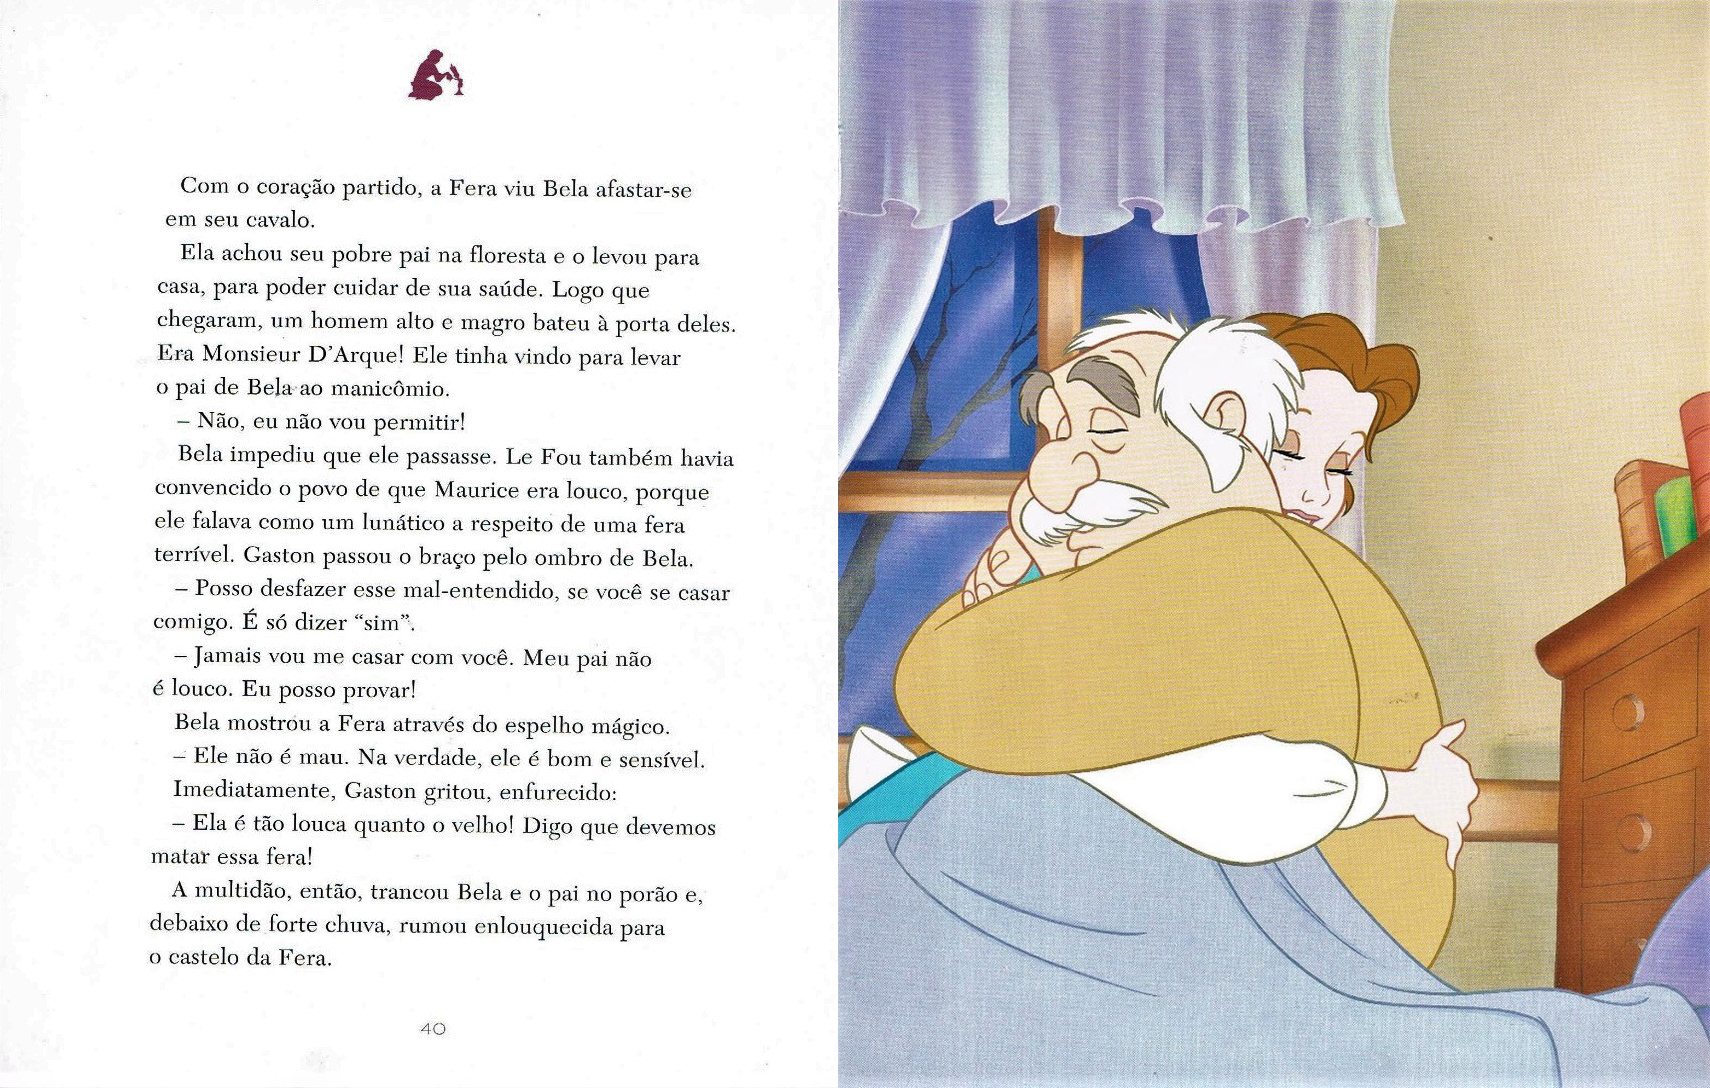 Com o coração partido, a Fera viu Bela afastar-se
em seu cavalo.
Ela achou seu pobre pai na floresta e o levou para
casa, para poder cuidar de sua saúde. Logo que
chegaram, um homem alto e magro bateu à porta deles.
Era Monsieur D’Arque! Ele tinha vindo para levar
o pai de Bela ao manicômio.
– Não, eu não vou permitir!
Bela impediu que ele passasse. Le Fou também havia
convencido o povo de que Maurice era louco, porque
ele falava como um lunático a respeito de uma fera
terrível. Gaston passou o braço pelo ombro de Bela.
– Posso desfazer esse mal-entendido, se você se casar
comigo. É só dizer “sim”.
– Jamais vou me casar com você. Meu pai não
é louco. Eu posso provar!
Bela mostrou a Fera através do espelho mágico.
– Ele não é mau. Na verdade, ele é bom e sensível.
Imediatamente, Gaston gritou, enfurecido:
– Ela é tão louca quanto o velho! Digo que devemos
matar essa fera!
A multidão, então, trancou Bela e o pai no porão e,
debaixo de forte chuva, rumou enlouquecida para
o castelo da Fera.
40